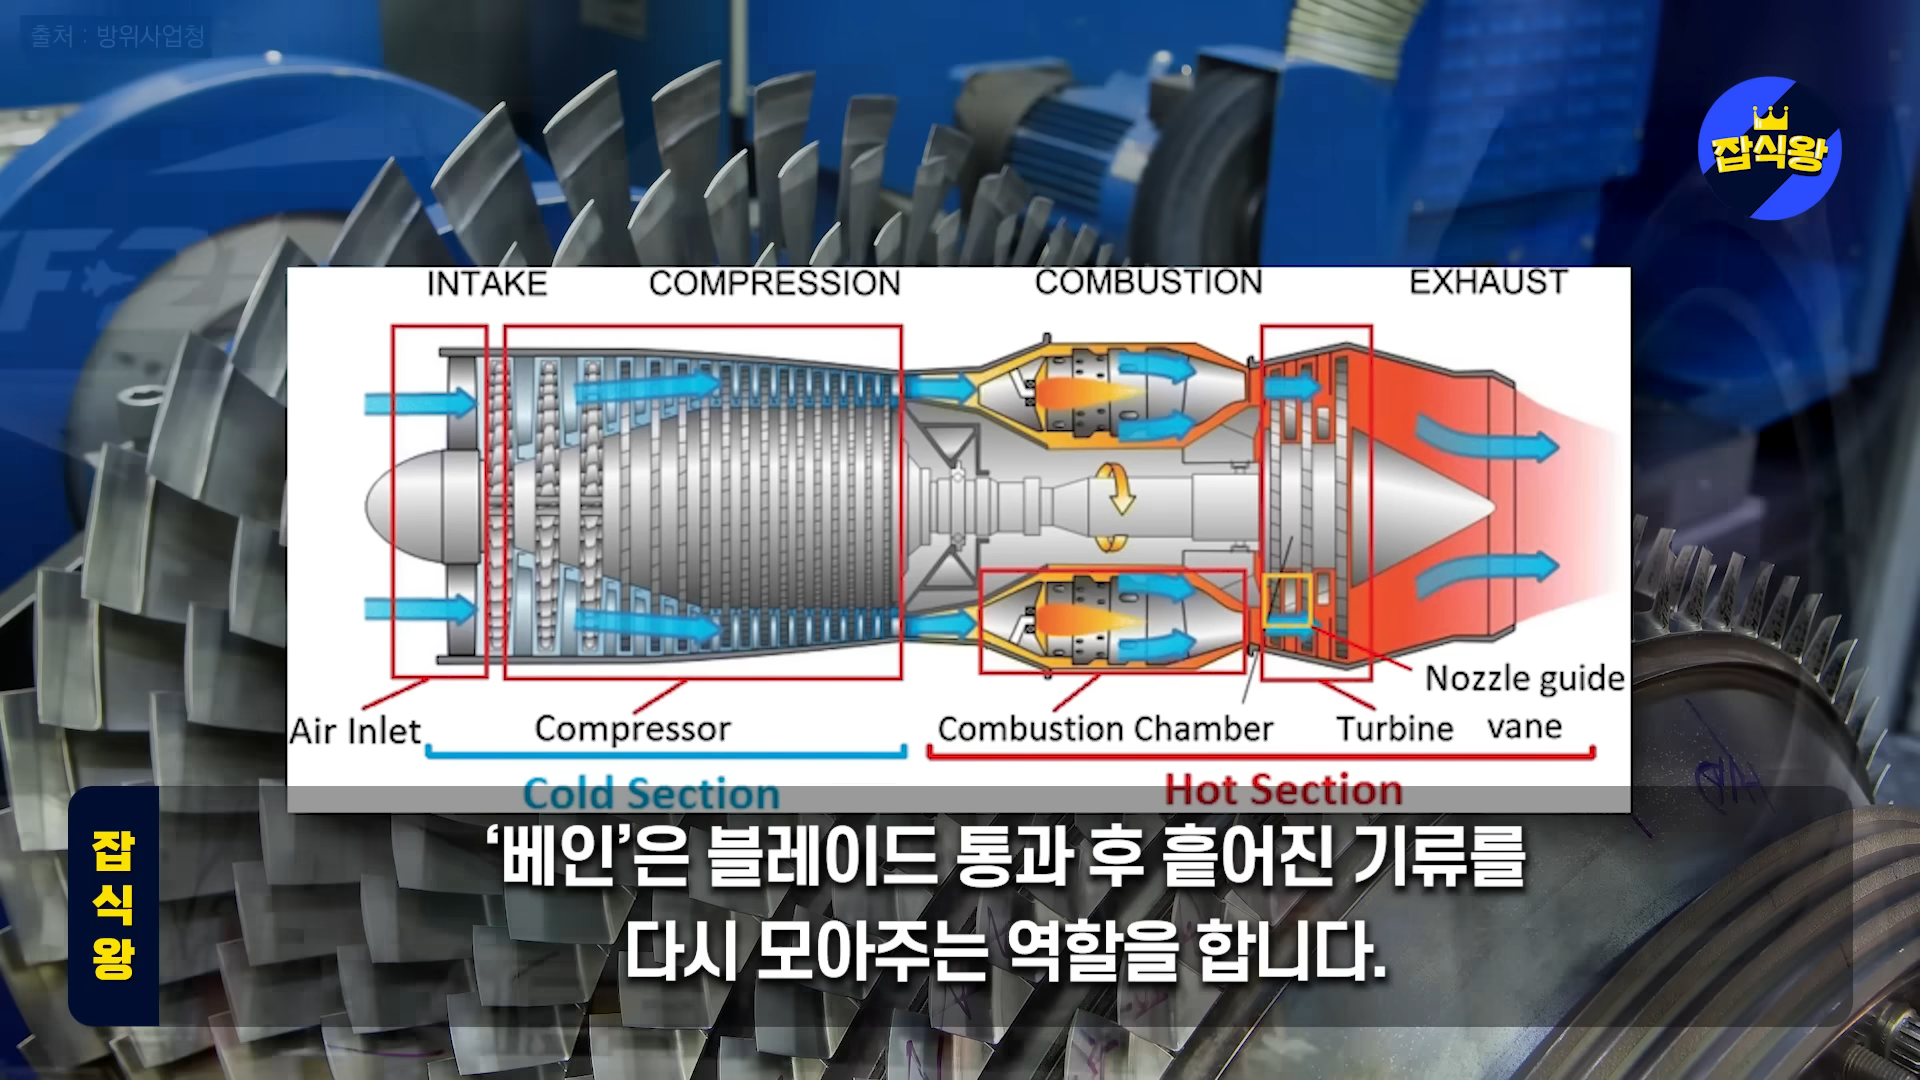 출처 : 방위사업청
잡식왕
INTAKE COMPRESSION COMBUSTION EXHAUST
Nozzle guide
vane
Air Inlet Compressor Combustion Chamber Turbine
Cold Section Hot Section
잡식왕
‘베인’은 블레이드 통과 후 흩어진 기류를
다시 모아주는 역할을 합니다.